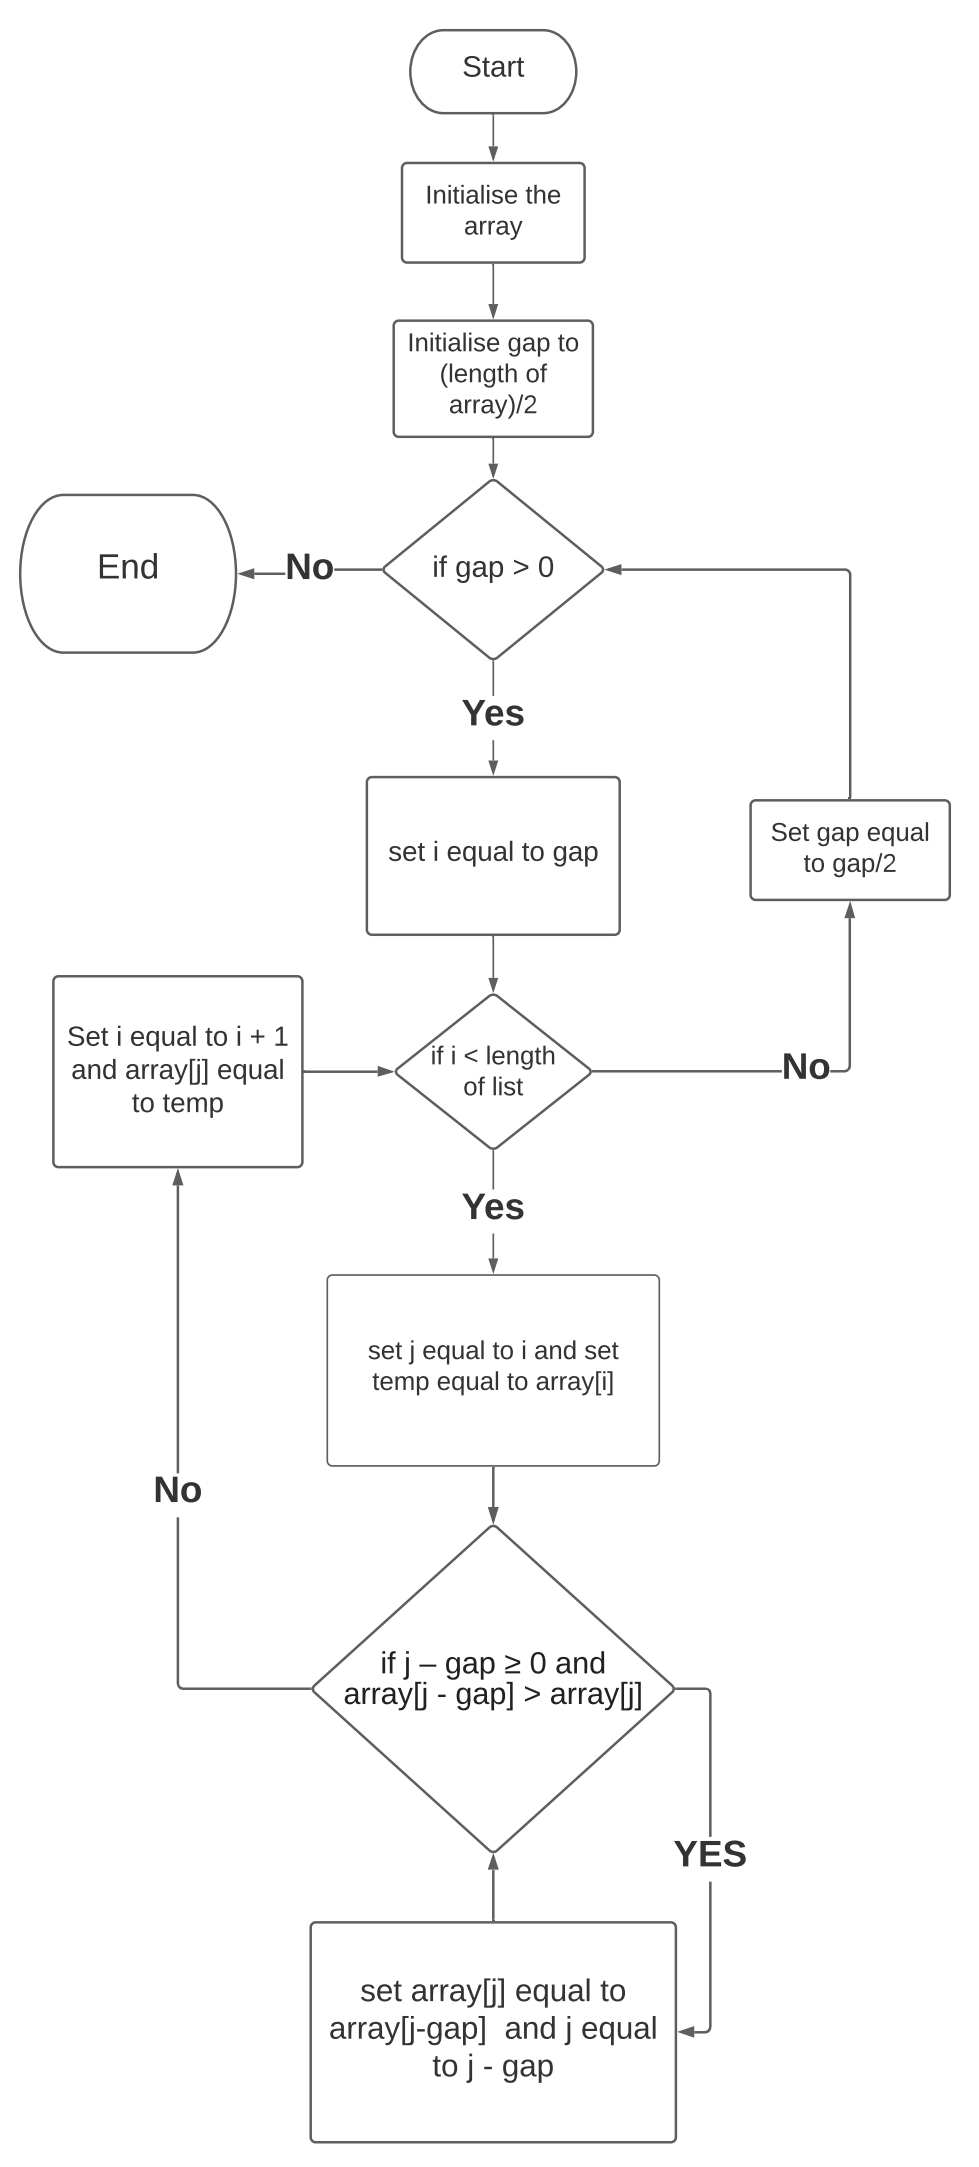 Start
Initialise the
array
Initialise gap to
(length of
array)/2
if gap > 0
No
End
Yes
set i equal to gap
Set gap equal
to gap/2
if i < length
of list
No
Set i equal to i + 1
and array[j] equal
to temp
Yes
set j equal to i and set
temp equal to array[i]
No
if j – gap ≥ 0 and
array[j - gap] > array[j]
YES
set array[j] equal to
array[j-gap]  and j equal
to j - gap